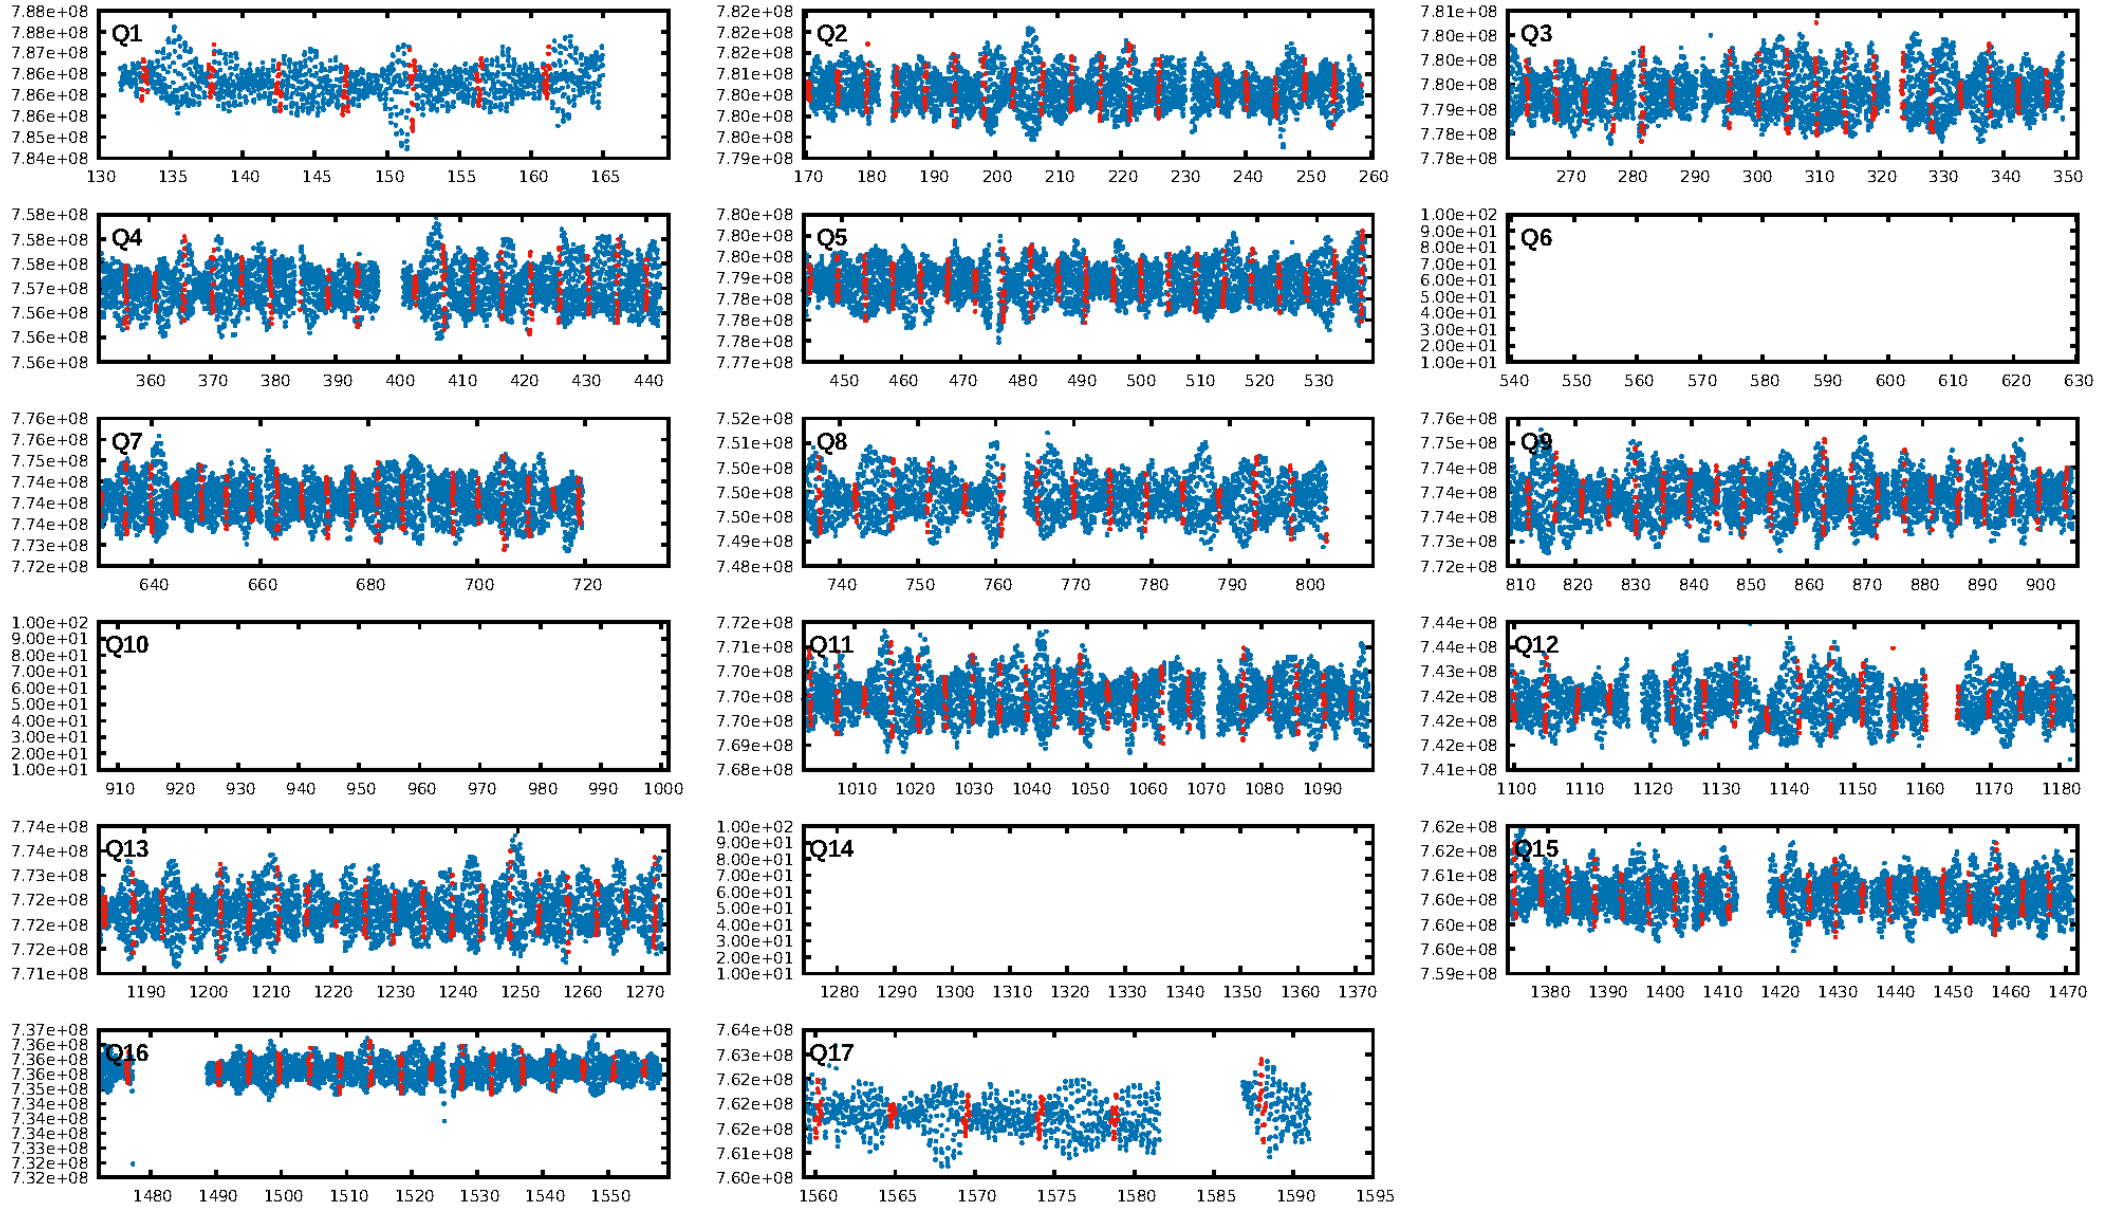 7.88e+08 7.88e+08 7.87e+08 7.86e+08 7.86e+08 7.86e+08 7.85e+08 7.84e+08
Q1
130 135 140 145 150 155 160 165
7.82e+08 7.82e+08 7.81e+08 7.81e+08 7.80e+08 7.80e+08 7.79e+08
Q2
170 180 190 200 210 220 230 240 250 260
7.81e+08 7.80e+08 7.80e+08 7.80e+08 7.79e+08 7.78e+08 7.78e+08
Q3
270 280 290 300 310 320 330 340 350
7.58e+08 7.58e+08 7.58e+08 7.57e+08 7.56e+08 7.56e+08 7.56e+08
Q4
360 370 380 390 400 410 420 430 440
7.80e+08 7.80e+08 7.80e+08 7.79e+08 7.78e+08 7.78e+08 7.78e+08 7.77e+08
Q5
450 460 470 480 490 500 510 520 530
1.00e+02 9.00e+01 8.00e+01 7.00e+01 6.00e+01 5.00e+01 4.00e+01 3.00e+01 2.00e+01 1.00e+01
Q6
540 550 560 570 580 590 600 610 620 630
7.76e+08 7.76e+08 7.75e+08 7.74e+08 7.74e+08 7.74e+08 7.73e+08 7.72e+08
Q7
640 660 680 700 720
7.52e+08 7.51e+08 7.50e+08 7.50e+08 7.50e+08 7.49e+08 7.48e+08
Q8
740 750 760 770 780 790 800
7.76e+08 7.75e+08 7.74e+08 7.74e+08 7.74e+08 7.73e+08 7.72e+08
Q9
810 820 830 840 850 860 870 880 890 900
1.00e+02 9.00e+01 8.00e+01 7.00e+01 6.00e+01 5.00e+01 4.00e+01 3.00e+01 2.00e+01 1.00e+01
Q10
910 920 930 940 950 960 970 980 990 1000
7.72e+08 7.71e+08 7.70e+08 7.70e+08 7.70e+08 7.69e+08 7.68e+08
Q11
1010 1020 1030 1040 1050 1060 1070 1080 1090
7.44e+08 7.44e+08 7.43e+08 7.42e+08 7.42e+08 7.42e+08 7.41e+08
Q12
1100 1110 1120 1130 1140 1150 1160 1170 1180
7.74e+08 7.74e+08 7.72e+08 7.72e+08 7.72e+08 7.72e+08 7.71e+08
Q13
1190 1200 1210 1220 1230 1240 1250 1260 1270
1.00e+02 9.00e+01 8.00e+01 7.00e+01 6.00e+01 5.00e+01 4.00e+01 3.00e+01 2.00e+01 1.00e+01
Q14
1280 1290 1300 1310 1320 1330 1340 1350 1360 1370
7.62e+08 7.62e+08 7.61e+08 7.60e+08 7.60e+08 7.60e+08 7.59e+08
Q15
1380 1390 1400 1410 1420 1430 1440 1450 1460 1470
7.37e+08 7.36e+08 7.36e+08 7.36e+08 7.35e+08 7.34e+08 7.34e+08 7.33e+08 7.33e+08 7.32e+08 7.32e+08
Q16
1480 1490 1500 1510 1520 1530 1540 1550
7.64e+08 7.63e+08 7.62e+08 7.62e+08 7.62e+08 7.61e+08 7.60e+08
Q17
1560 1565 1570 1575 1580 1585 1590 1595